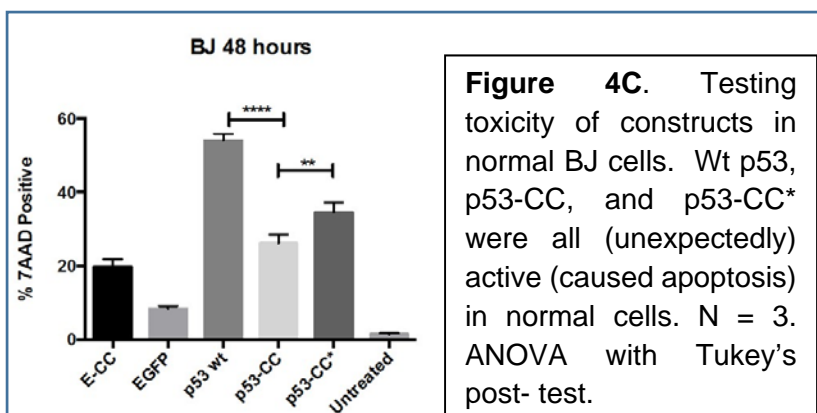 BJ 48 hours
****
**
% 7AAD Positive
60
40
20
0
E-CC
EGFP
p53 wt
p53-CC
p53-CC*
Untreated
Figure 4C. Testing
toxicity of constructs in
normal BJ cells. Wt p53,
p53-CC, and p53-CC*
were all (unexpectedly)
active (caused apoptosis)
in normal cells. N = 3.
ANOVA with Tukey's
post- test.